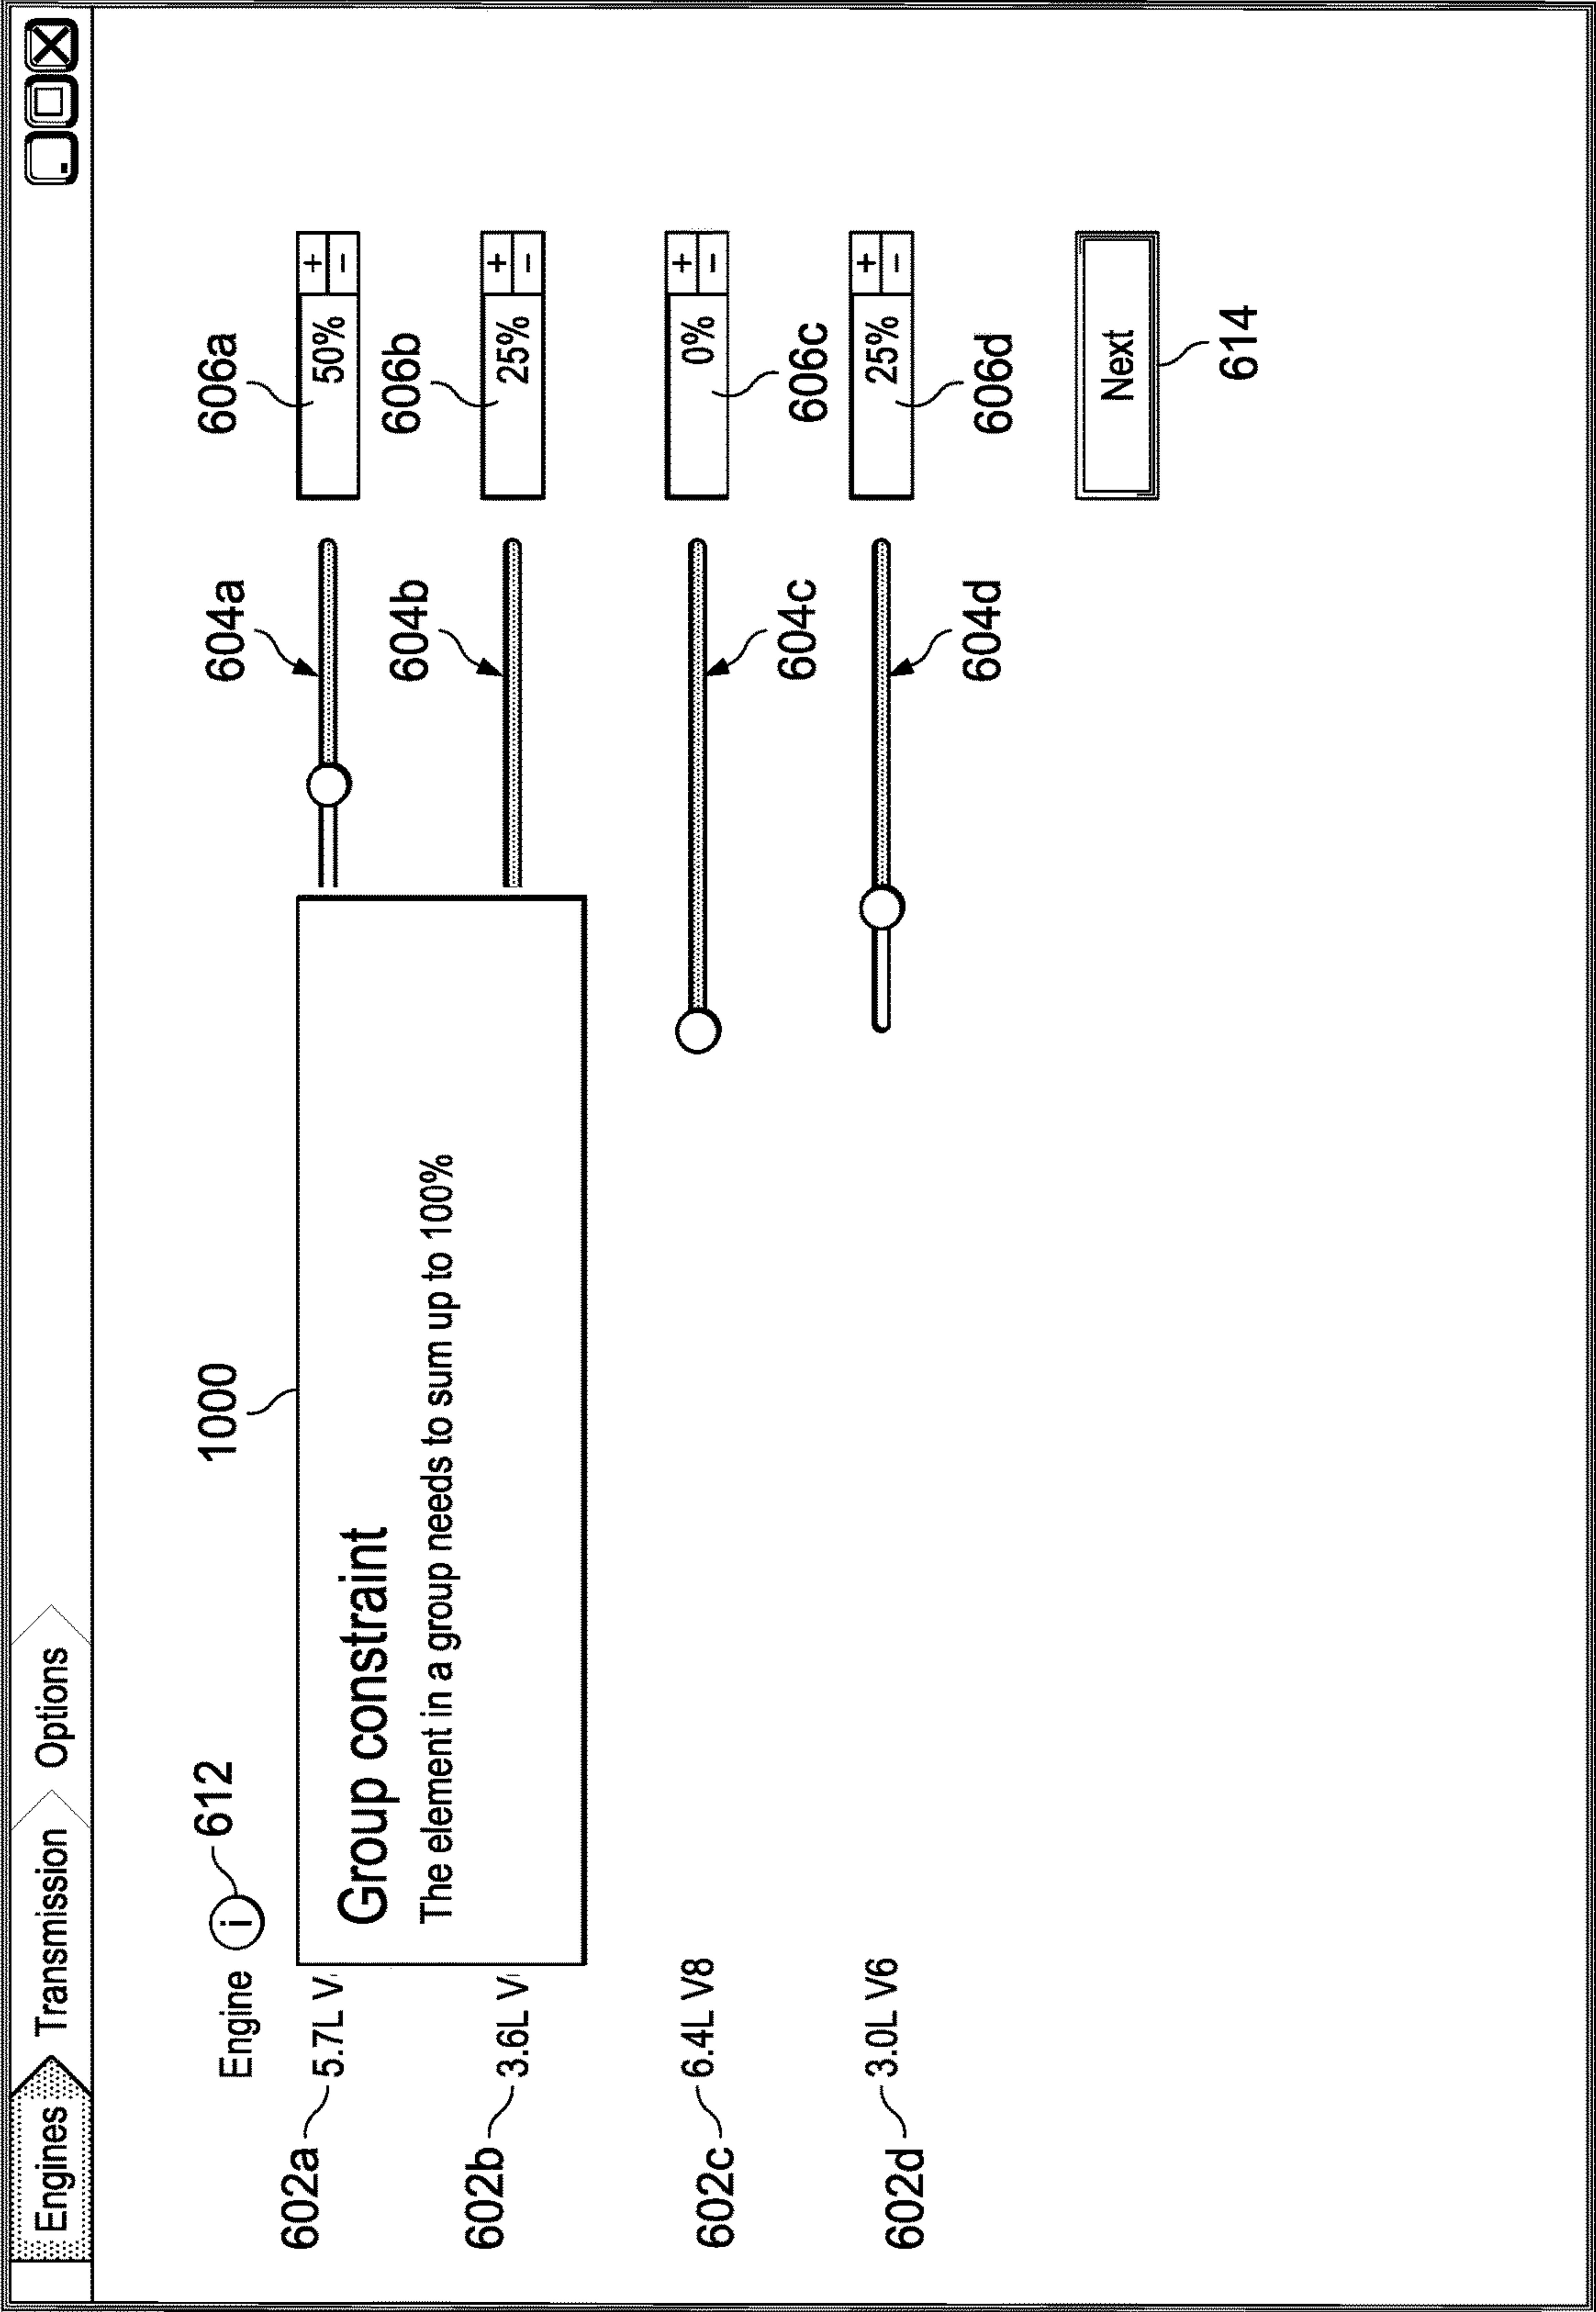 Engines Transmission Options
Engine i 612
1000
604a
606a
602a 5.7L V
50% + −
Group constraint
The element in a group needs to sum up to 100%
604b
606b
602b 3.6L V
25% + −
602c 6.4L V8
0% + −
604c
606c
602d 3.0L V6
25% + −
604d
606d
Next
614